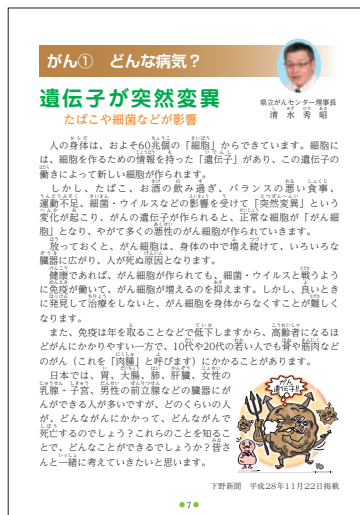 がん① どんな病気?
遺伝子が突然変異
たばこや細菌などが影響
県立がんセンター理事長
清水秀昭
人の身体は、およそ60兆個の「細胞」からできています。細胞に
は、細胞を作るための情報を持った「遺伝子」があり、この遺伝子の
働きによって新しい細胞が作られます。
しかし、たばこ、お酒の飲み過ぎ、バランスの悪い食事、
運動不足、細菌・ウイルスなどの影響を受けて「突然変異」という
変化が起こり、がんの遺伝子が作られると、正常な細胞が「がん細
胞」となり、やがて多くの悪性のがん細胞が作られていきます。
放っておくと、がん細胞は、身体の中で増え続けて、いろいろな
臓器に広がり、人が死ぬ原因となります。
健康であれば、がん細胞が作られても、細菌・ウイルスと戦うよう
に免疫が働いて、がん細胞が増えるのを抑えます。しかし、良いとき
に発見して治療をしないと、がん細胞を身体からなくすことが難しく
なります。
また、免疫は年を取ることなどで低下しますから、高齢者になるほ
どがんにかかりやすい一方で、10代や20代の若い人でも骨や筋肉など
のがん（これを「肉腫」と呼びます）にかかることがあります。
日本では、胃、大腸、肺、肝臓、女性の
乳腺・子宮、男性の前立腺などの臓器にが
んができる人が多いですが、どのくらいの人
が、どんながんにかかって、どんながんで
死亡するのでしょう？これらのことを知るこ
とで、どんなことができるでしょうか？皆さ
んと一緒に考えていきたいと思います。
がん
遺伝子!
下野新聞 平成28年11月22日掲載
●7●